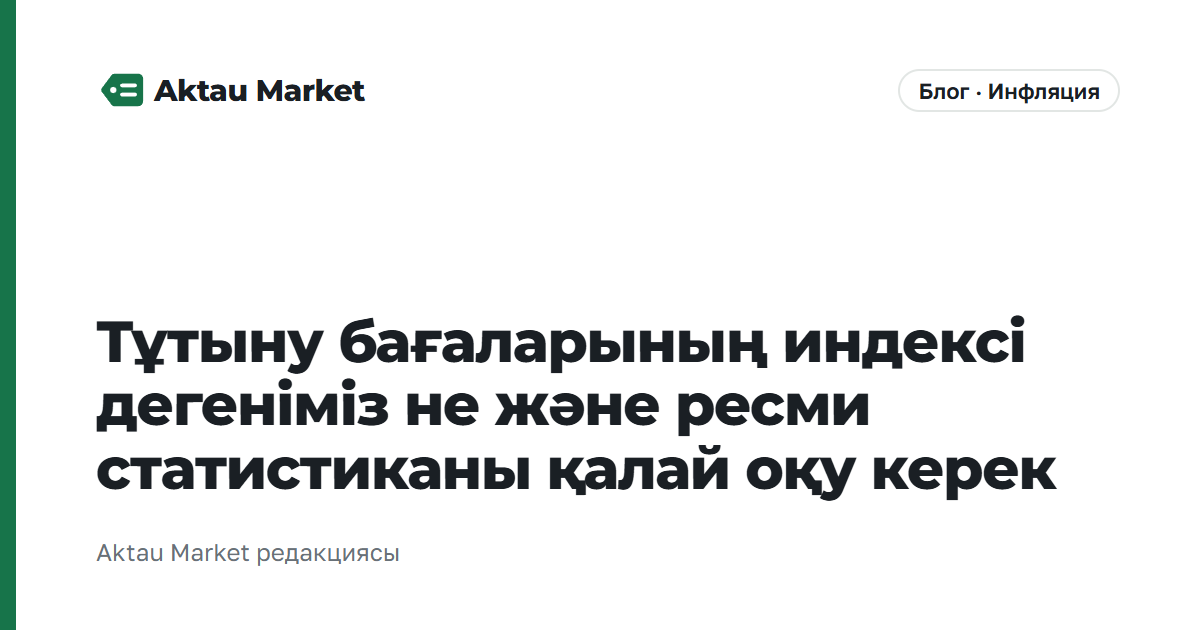 Aktau Market
Блог · Инфляция
Тұтыну бағаларының индексі
дегеніміз не және ресми
статистиканы қалай оқу керек
Aktau Market редакциясы